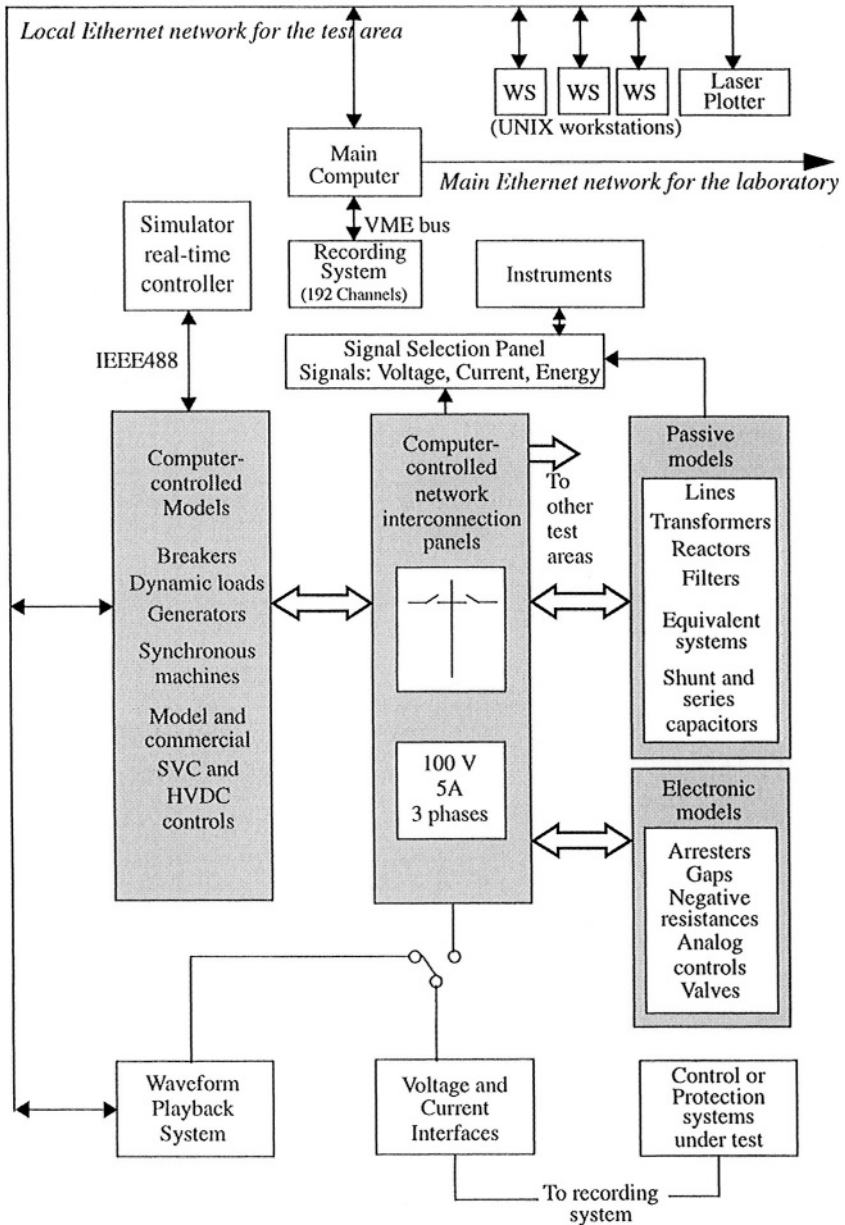 Local Ethernet network for the test area
WS
WS
WS
Laser
Plotter
(UNIX workstations)
Main
Computer
Main Ethernet network for the laboratory
VME bus
Simulator
real-time
controller
Recording
System
(192 Channels)
Instruments
IEEE488
Signal Selection Panel
Signals: Voltage, Current, Energy
Computer-
controlled
Models
Breakers
Dynamic loads
Generators
Synchronous
machines
Model and
commercial
SVC and
HVDC
controls
Computer-
controlled
network
interconnection
panels
100 V
5A
3 phases
To
other
test
areas
Passive
models
Lines
Transformers
Reactors
Filters
Equivalent
systems
Shunt and
series
capacitors
Electronic
models
Arresters
Gaps
Negative
resistances
Analog
controls
Valves
Waveform
Playback
System
Voltage and
Current
Interfaces
Control or
Protection
systems
under test
To recording
system